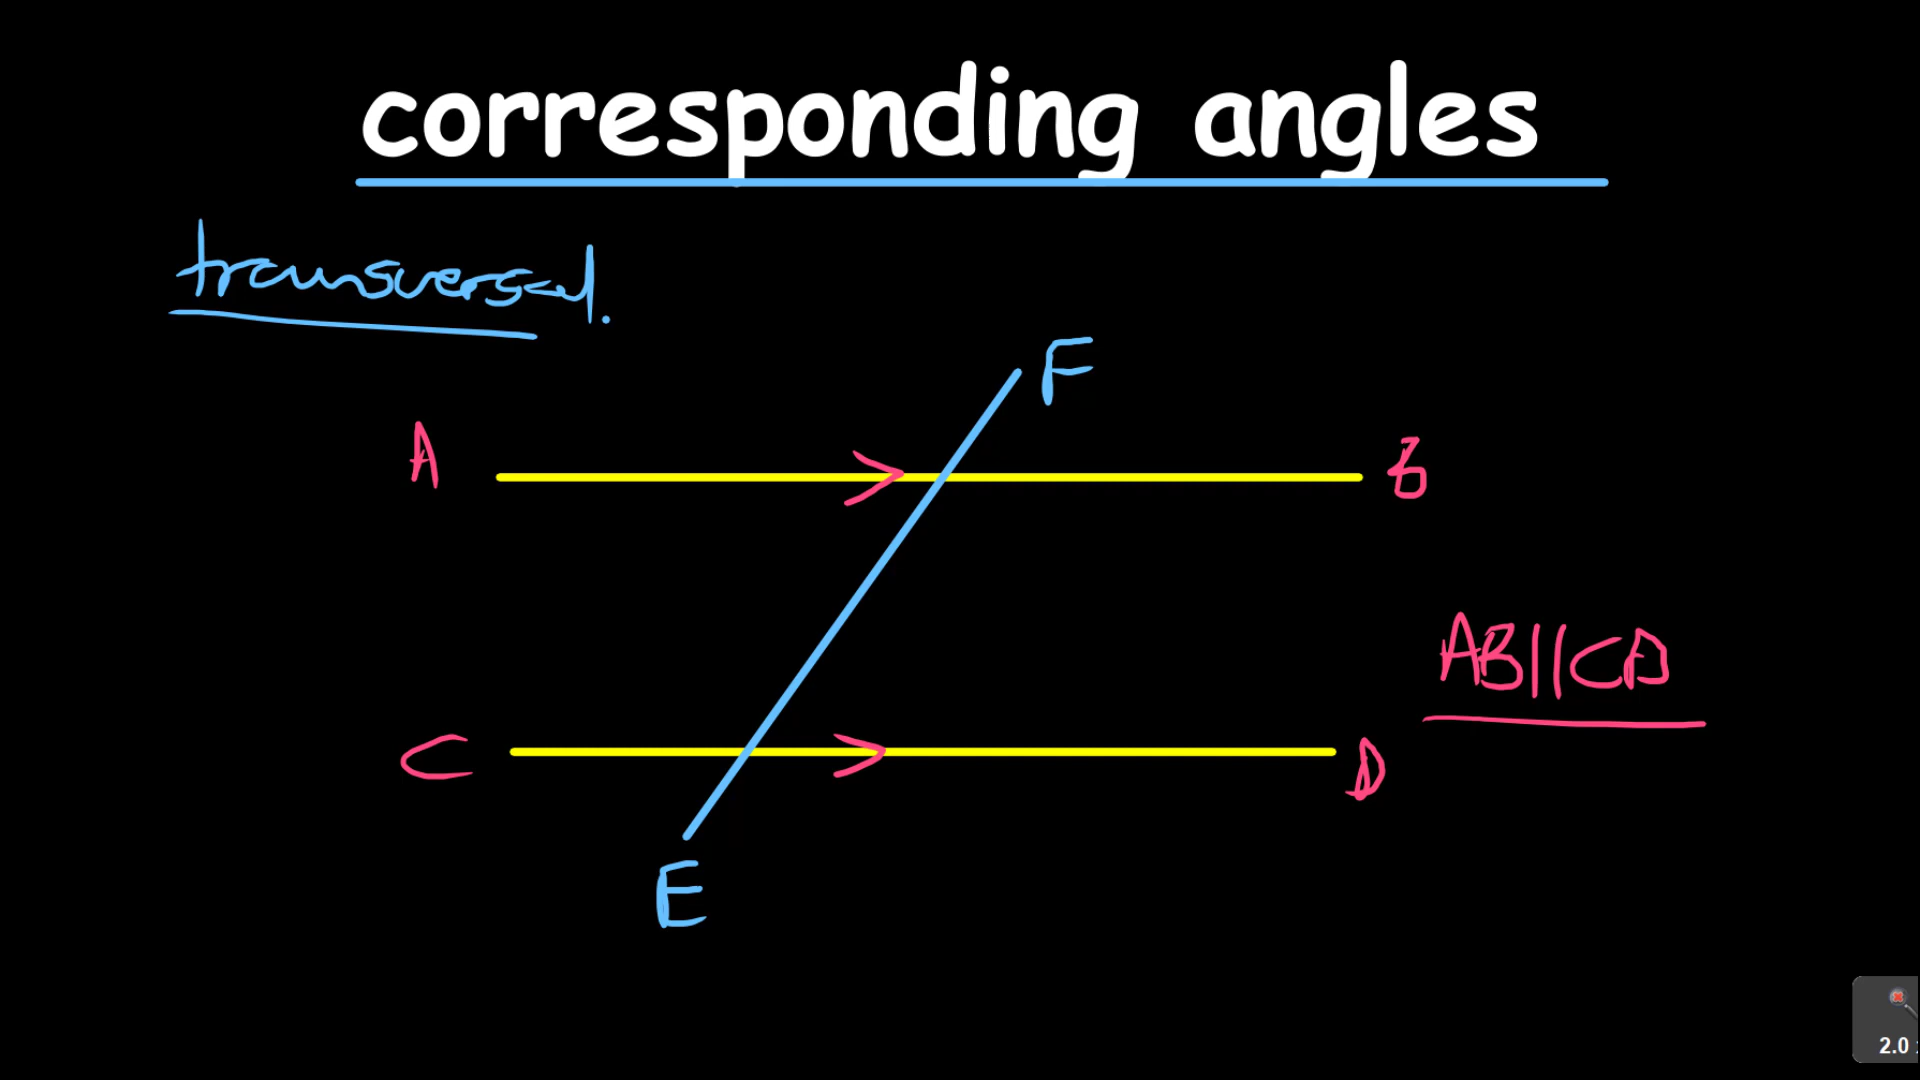 corresponding angles
transversal.
F
A
B
AB||CD
C
D
E
2.0